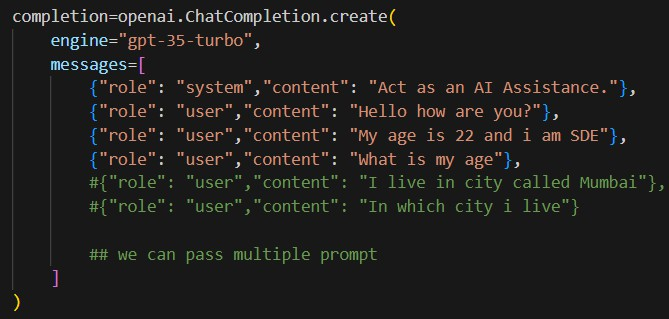 completion=openai.ChatCompletion.create(
    engine="gpt-35-turbo",
    messages=[
        {"role": "system","content": "Act as an AI Assistance."},
        {"role": "user","content": "Hello how are you?"},
        {"role": "user","content": "My age is 22 and i am SDE"},
        {"role": "user","content": "What is my age"},
        #{"role": "user","content": "I live in city called Mumbai"},
        #{"role": "user","content": "In which city i live"}
        ## we can pass multiple prompt
    ]
)